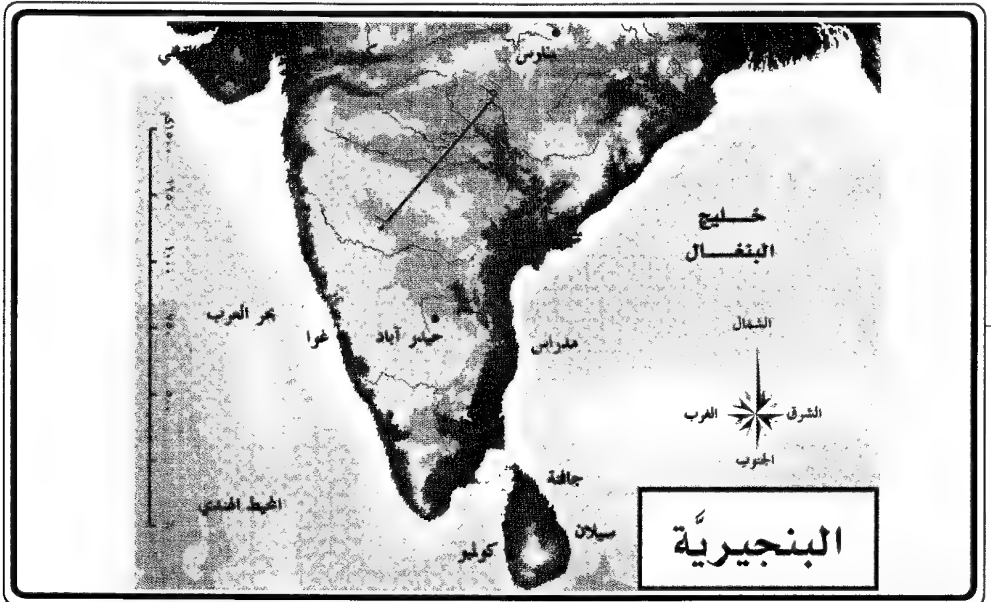 بنارس
خليج
البنغال
بحر العرب
غوا
حيدر آباد
مدراس
الشمال
الغرب
الشرق
الجنوب
جافنة
المحيط الهندي
سيلان
كولمبو
البنجيريَّة